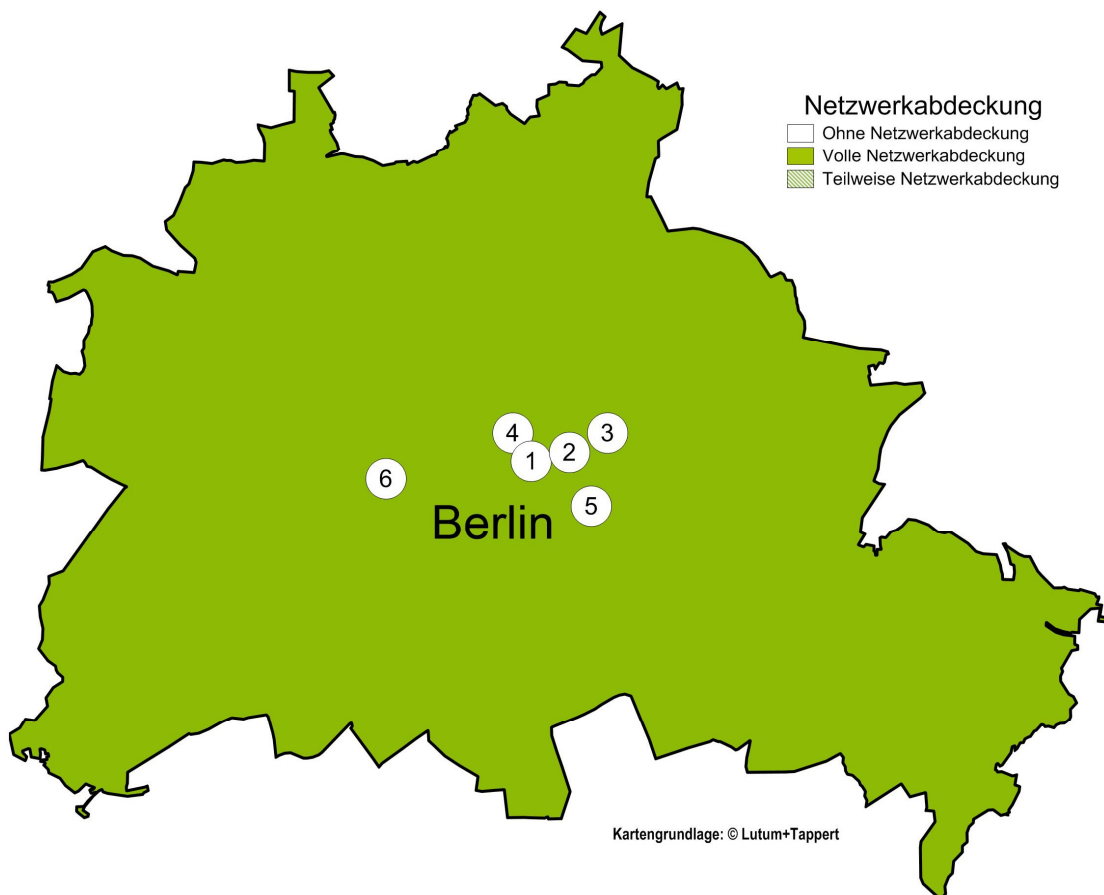 Netzwerkabdeckung
Ohne Netzwerkabdeckung
Volle Netzwerkabdeckung
Teilweise Netzwerkabdeckung
4
3
2
1
6
5
Berlin
Kartengrundlage: © Lutum+Tappert